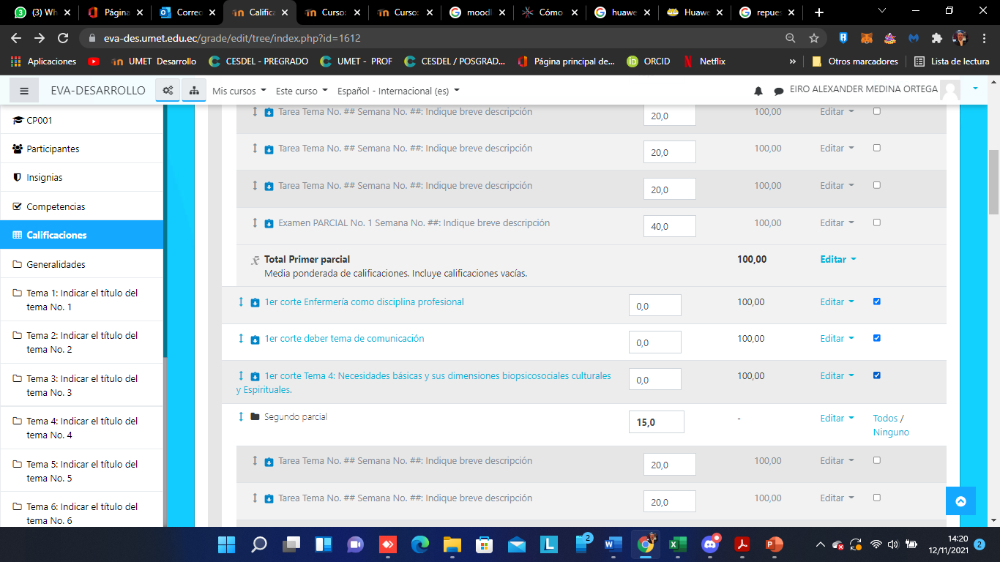 (3) Wh
Página
Correo
Califica
Curso:
Curso:
moodl
Cómo
huawe
Huawe
repues
eva-des.umet.edu.ec/grade/edit/tree/index.php?id=1612
Aplicaciones
UMET Desarrollo
CESDEL - PREGRADO
UMET - PROF
CESDEL / POSGRAD...
Página principal de...
ORCID
Netflix
»
Otros marcadores
Lista de lectura
EVA-DESARROLLO
Mis cursos
Este curso
Español - Internacional (es)
EIRO ALEXANDER MEDINA ORTEGA
CP001
Participantes
Insignias
Competencias
Calificaciones
Generalidades
Tema 1: Indicar el título del
tema No. 1
Tema 2: Indicar el título del
tema No. 2
Tema 3: Indicar el título del
tema No. 3
Tema 4: Indicar el título del
tema No. 4
Tema 5: Indicar el título del
tema No. 5
Tema 6: Indicar el título del
tema No. 6
Tarea Tema No. ## Semana No. ##: Indique breve descripción 20,0 100,00 Editar
Tarea Tema No. ## Semana No. ##: Indique breve descripción 20,0 100,00 Editar
Tarea Tema No. ## Semana No. ##: Indique breve descripción 20,0 100,00 Editar
Examen PARCIAL No. 1 Semana No. ##: Indique breve descripción 40,0 100,00 Editar
Total Primer parcial 100,00 Editar
Media ponderada de calificaciones. Incluye calificaciones vacías.
1er corte Enfermería como disciplina profesional 0,0 100,00 Editar
1er corte deber tema de comunicación 0,0 100,00 Editar
1er corte Tema 4: Necesidades básicas y sus dimensiones biopsicosociales culturales 0,0 100,00 Editar
y Espirituales.
Segundo parcial 15,0 - Editar Todos /
Ninguno
Tarea Tema No. ## Semana No. ##: Indique breve descripción 20,0 100,00 Editar
Tarea Tema No. ## Semana No. ##: Indique breve descripción 20,0 100,00 Editar
2
14:20
12/11/2021
2